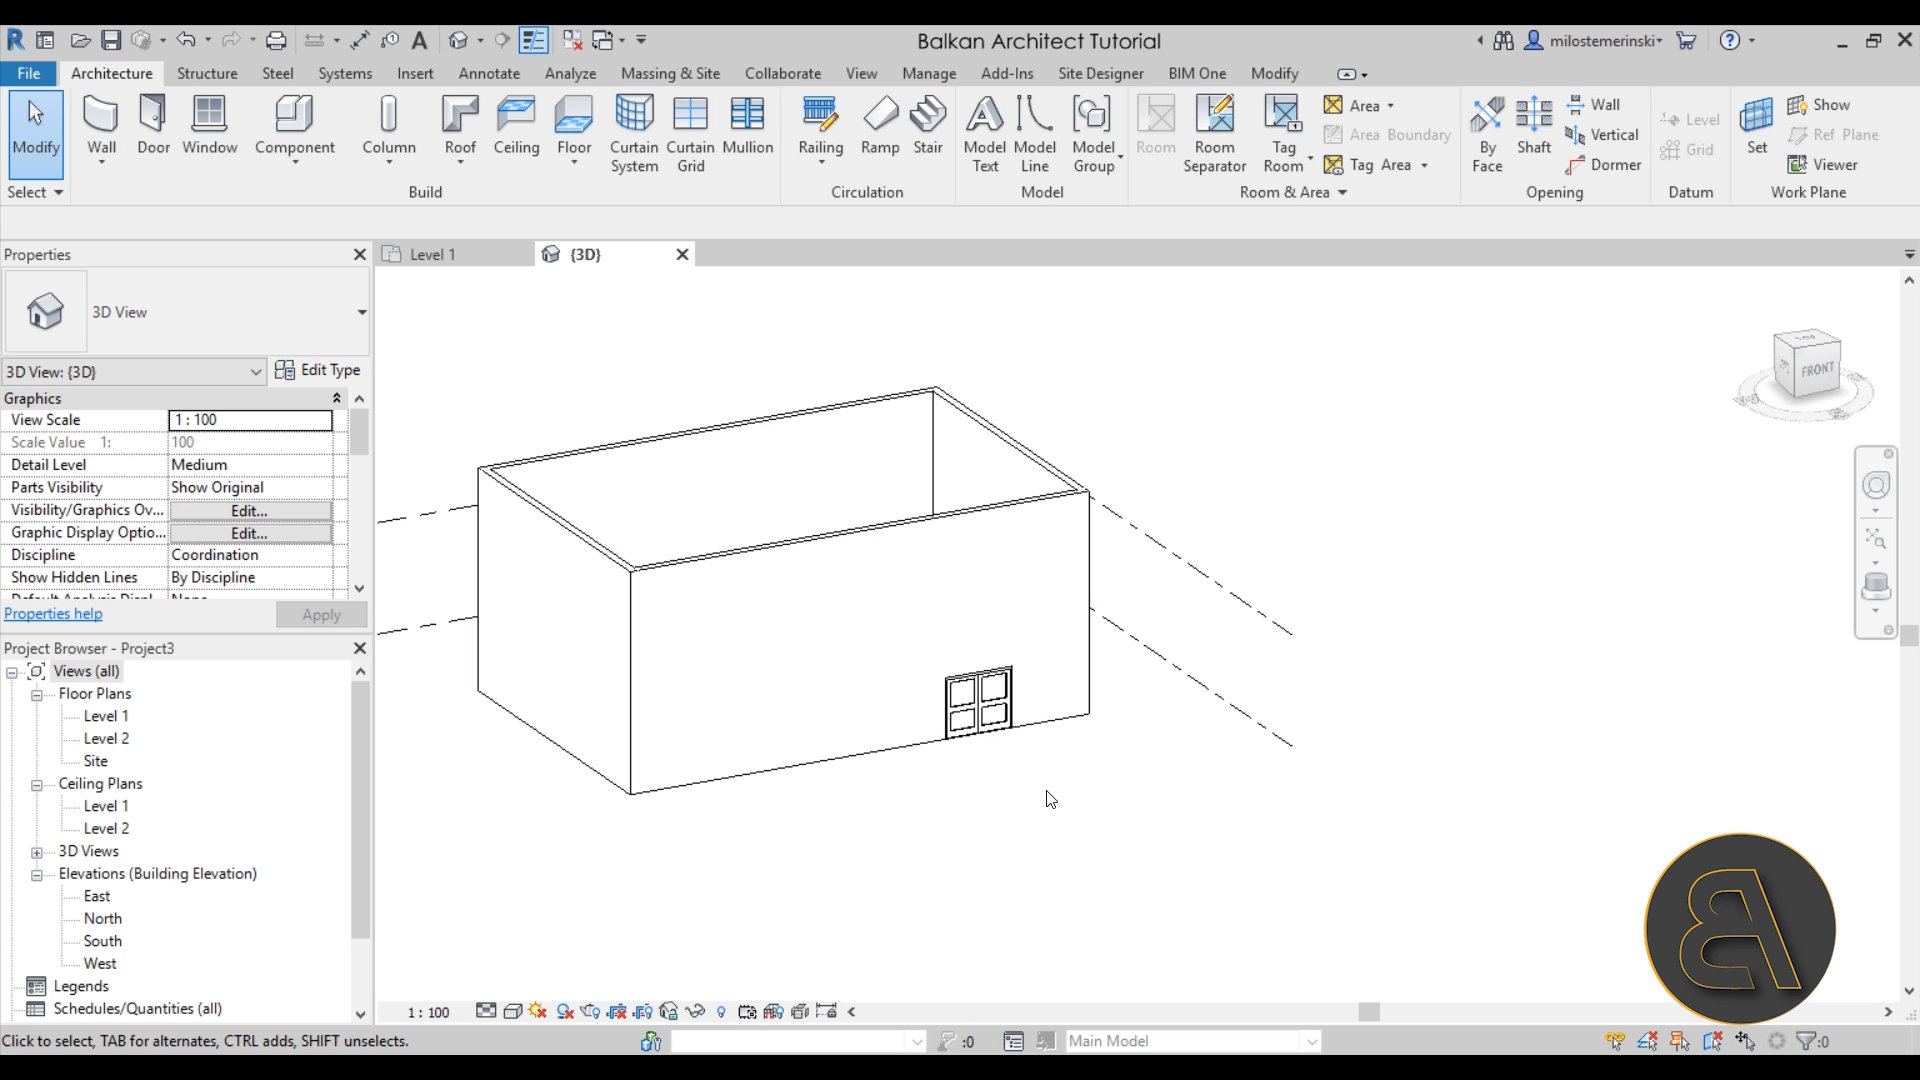 Balkan Architect Tutorial
milostemerinski
File Architecture Structure Steel Systems Insert Annotate Analyze Massing & Site Collaborate View Manage Add-Ins Site Designer BIM One Modify
Modify Wall Door Window Component Column Roof Ceiling Floor Curtain System Curtain Grid Mullion Railing Ramp Stair Model Text Model Line Model Group Room Room Separator Tag Room By Face Shaft Set
Area Wall Level Show
Area Boundary Vertical Grid Ref Plane
Tag Area Dormer Viewer
Select Build Circulation Model Room & Area Opening Datum Work Plane
Properties
Level 1 {3D}
3D View
3D View: {3D} Edit Type
Graphics
View Scale 1 : 100
Scale Value 1: 100
Detail Level Medium
Parts Visibility Show Original
Visibility/Graphics Ov... Edit...
Graphic Display Optio... Edit...
Discipline Coordination
Show Hidden Lines By Discipline
Properties help Apply
FRONT
Project Browser - Project3
Views (all)
Floor Plans
Level 1
Level 2
Site
Ceiling Plans
Level 1
Level 2
3D Views
Elevations (Building Elevation)
East
North
South
West
Legends
Schedules/Quantities (all)
1 : 100
Click to select, TAB for alternates, CTRL adds, SHIFT unselects.
:0
Main Model
:0